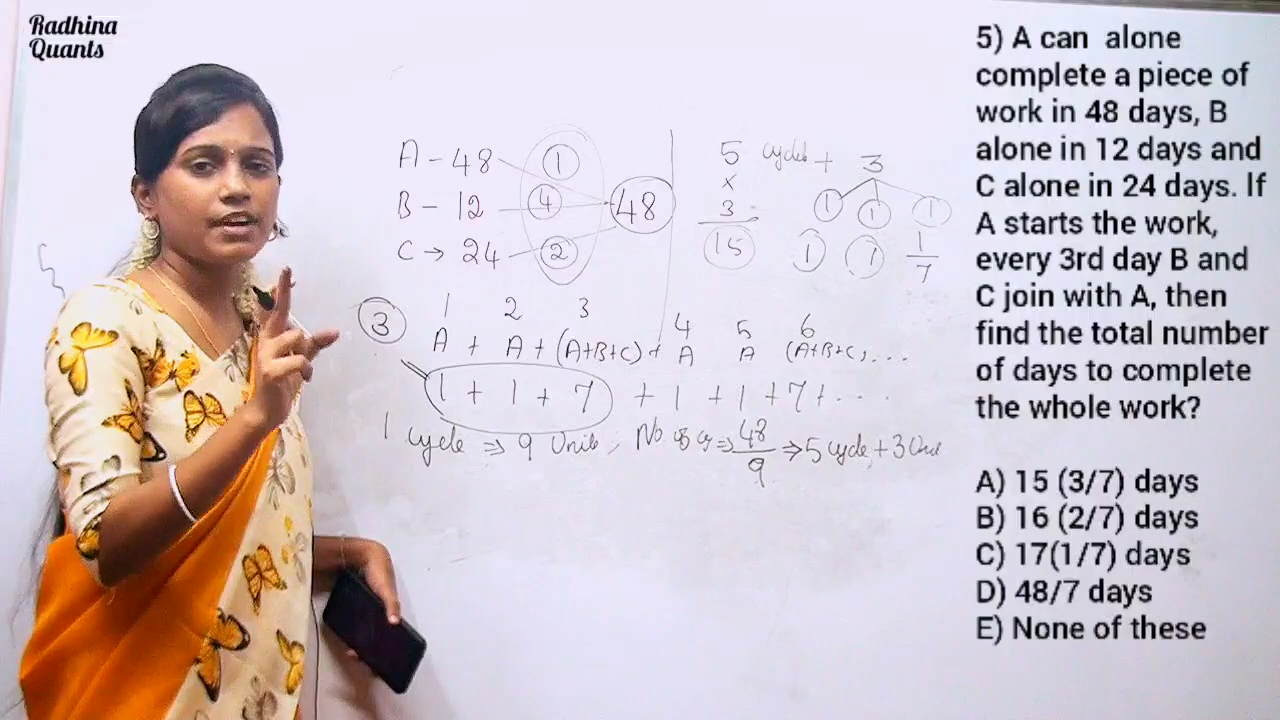 Radhina
Quants
A - 48
1
B - 12
4
48
C → 24
2
5 cycles + 3
x
3
1 1 1
15
1 1 1/7
3
1 2 3 4 5 6
A + A + (A+B+C) + A A (A+B+C) ....
1 + 1 + 7 + 1 + 1 + 7 + ....
1 cycle ⇒ 9 Units, No of cy ⇒ 48/9 ⇒ 5 cycle + 3 Unit
5) A can alone
complete a piece of
work in 48 days, B
alone in 12 days and
C alone in 24 days. If
A starts the work,
every 3rd day B and
C join with A, then
find the total number
of days to complete
the whole work?
A) 15 (3/7) days
B) 16 (2/7) days
C) 17(1/7) days
D) 48/7 days
E) None of these